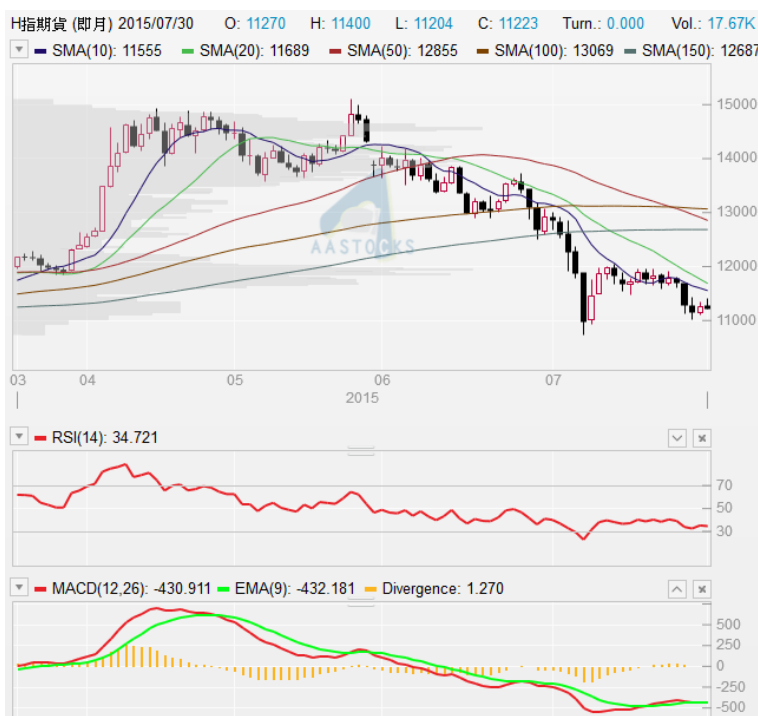 H指期貨 (即月) 2015/07/30 O: 11270 H: 11400 L: 11204 C: 11223 Turn.: 0.000 Vol.: 17.67K
SMA(10): 11555 SMA(20): 11689 SMA(50): 12855 SMA(100): 13069 SMA(150): 12687
15000
14000
13000
AASTOCKS
12000
11000
03 04 05 06 07
2015
RSI(14): 34.721
70
50
30
MACD(12,26): -430.911 EMA(9): -432.181 Divergence: 1.270
500
250
0
-250
-500